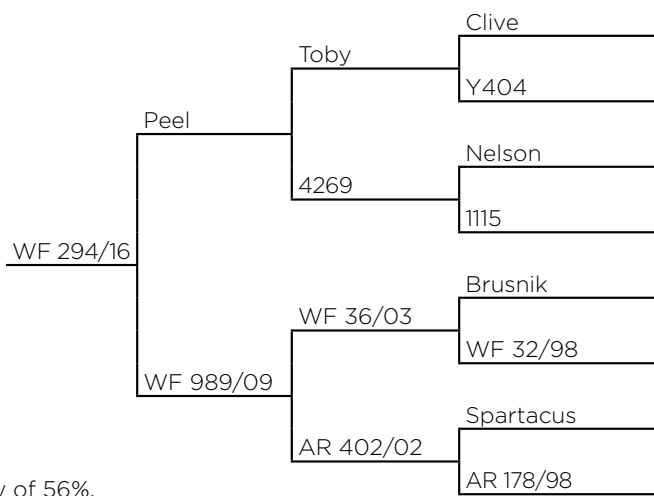 Clive
Toby
Y404
Peel
Nelson
4269
1115
WF 294/16
Brusnik
WF 36/03
WF 32/98
WF 989/09
Spartacus
AR 402/02
AR 178/98
of 56%.